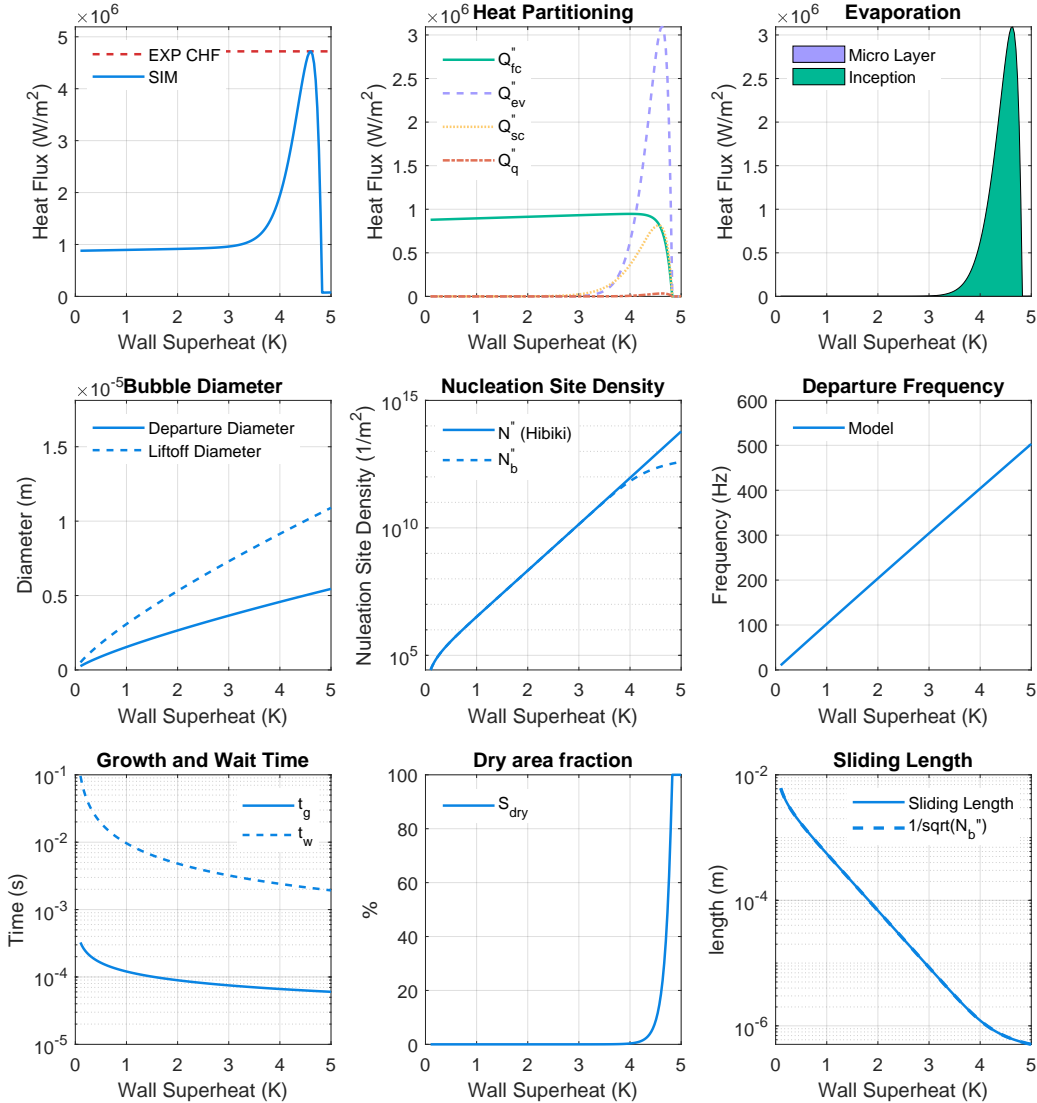 ×10^6
EXP CHF
SIM
Heat Flux (W/m^2)
5
4
3
2
1
0
0 1 2 3 4 5
Wall Superheat (K)
×10^6
Heat Partitioning
Q"_fc
Q"_ev
Q"_sc
Q"_q
Heat Flux (W/m^2)
3
2.5
2
1.5
1
0.5
0
0 1 2 3 4 5
Wall Superheat (K)
×10^6
Evaporation
Micro Layer
Inception
Heat Flux (W/m^2)
3
2.5
2
1.5
1
0.5
0
0 1 2 3 4 5
Wall Superheat (K)
×10^-5
Bubble Diameter
Departure Diameter
Liftoff Diameter
Diameter (m)
1.5
1
0.5
0
0 1 2 3 4 5
Wall Superheat (K)
Nucleation Site Density
N" (Hibiki)
N"_b
Nuleation Site Density (1/m^2)
10^15
10^10
10^5
0 1 2 3 4 5
Wall Superheat (K)
Departure Frequency
Model
Frequency (Hz)
600
500
400
300
200
100
0
0 1 2 3 4 5
Wall Superheat (K)
Growth and Wait Time
t_g
t_w
Time (s)
10^-1
10^-2
10^-3
10^-4
10^-5
0 1 2 3 4 5
Wall Superheat (K)
Dry area fraction
S_dry
%
100
80
60
40
20
0
0 1 2 3 4 5
Wall Superheat (K)
Sliding Length
Sliding Length
1/sqrt(N_b")
length (m)
10^-2
10^-4
10^-6
0 1 2 3 4 5
Wall Superheat (K)